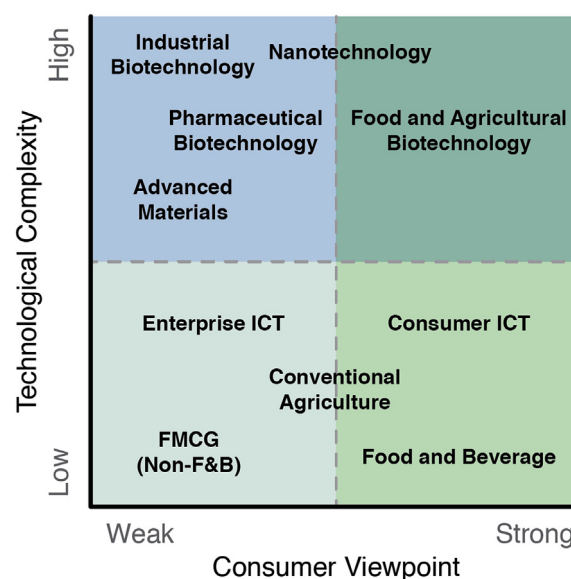 High
Industrial
Biotechnology
Nanotechnology
Pharmaceutical
Biotechnology
Food and Agricultural
Biotechnology
Advanced
Materials
Technological Complexity
Enterprise ICT
Consumer ICT
Conventional
Agriculture
FMCG
(Non-F&B)
Food and Beverage
Low
Weak
Strong
Consumer Viewpoint